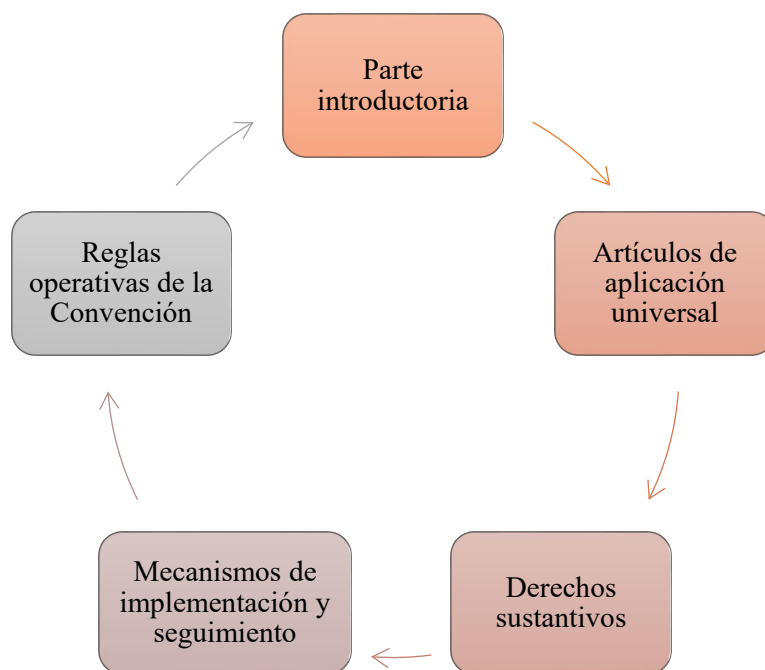 Parte
introductoria
Artículos de
aplicación
universal
Derechos
sustantivos
Mecanismos de
implementación y
seguimiento
Reglas
operativas de la
Convención